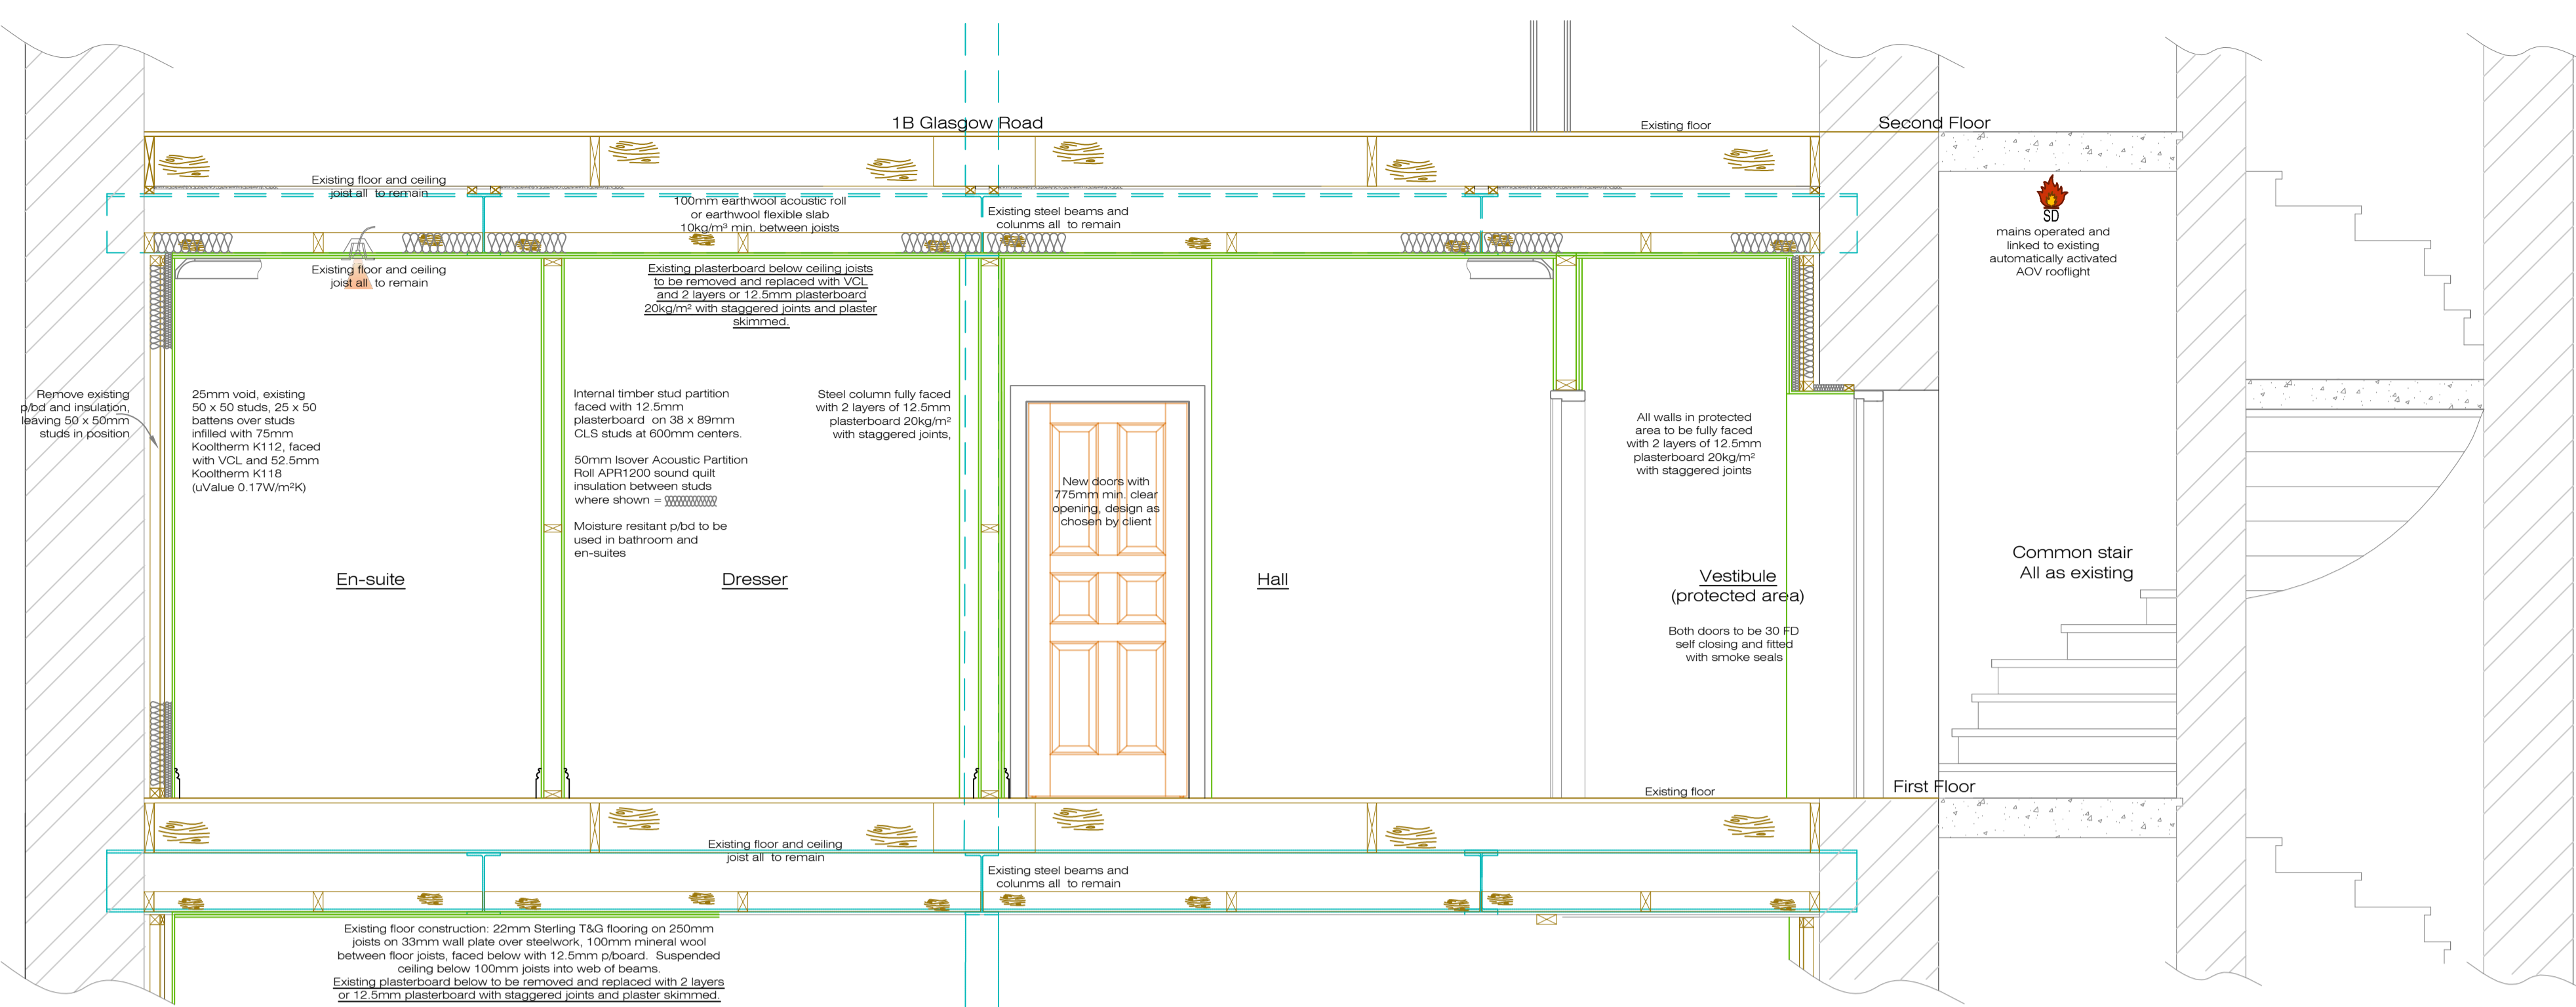 1B Glasgow Road
Existing floor
Second Floor
Existing floor and ceiling
joist all to remain
100mm earthwool acoustic roll
or earthwool flexible slab
10kg/m³ min. between joists
Existing steel beams and
colunms all to remain
SD
mains operated and
linked to existing
automatically activated
AOV rooflight
Existing floor and ceiling
joist all to remain
Existing plasterboard below ceiling joists
to be removed and replaced with VCL
and 2 layers or 12.5mm plasterboard
20kg/m² with staggered joints and plaster
skimmed.
Remove existing
p/bd and insulation,
leaving 50 x 50mm
studs in position
25mm void, existing
50 x 50 studs, 25 x 50
battens over studs
infilled with 75mm
Kooltherm K112, faced
with VCL and 52.5mm
Kooltherm K118
(uValue 0.17W/m²K)
Internal timber stud partition
faced with 12.5mm
plasterboard on 38 x 89mm
CLS studs at 600mm centers.
50mm Isover Acoustic Partition
Roll APR1200 sound quilt
insulation between studs
where shown =
Moisture resitant p/bd to be
used in bathroom and
en-suites
Steel column fully faced
with 2 layers of 12.5mm
plasterboard 20kg/m²
with staggered joints,
New doors with
775mm min. clear
opening, design as
chosen by client
All walls in protected
area to be fully faced
with 2 layers of 12.5mm
plasterboard 20kg/m²
with staggered joints
En-suite
Dresser
Hall
Vestibule
(protected area)
Both doors to be 30 FD
self closing and fitted
with smoke seals
Common stair
All as existing
Existing floor
First Floor
Existing floor and ceiling
joist all to remain
Existing steel beams and
colunms all to remain
Existing floor construction: 22mm Sterling T&G flooring on 250mm
joists on 33mm wall plate over steelwork, 100mm mineral wool
between floor joists, faced below with 12.5mm p/board. Suspended
ceiling below 100mm joists into web of beams.
Existing plasterboard below to be removed and replaced with 2 layers
or 12.5mm plasterboard with staggered joints and plaster skimmed.